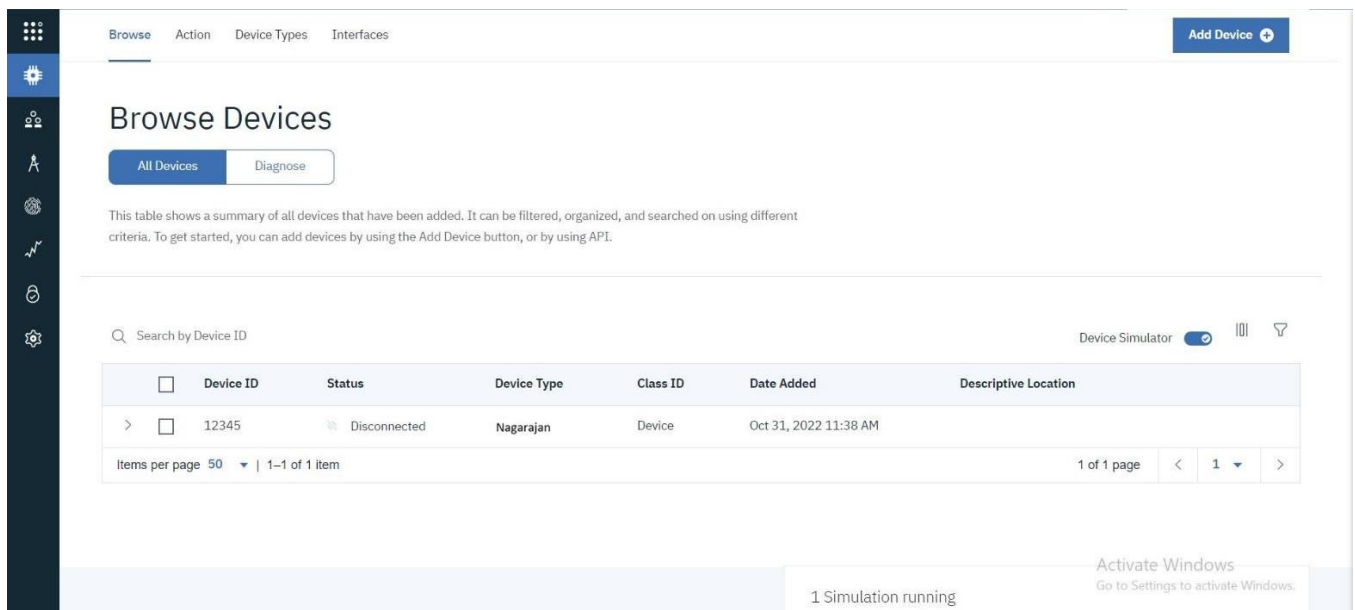 Browse Action Device Types Interfaces Add Device
Browse Devices
All Devices Diagnose
This table shows a summary of all devices that have been added. It can be filtered, organized, and searched on using different
criteria. To get started, you can add devices by using the Add Device button, or by using API.
Search by Device ID Device Simulator
Device ID Status Device Type Class ID Date Added Descriptive Location
12345 Disconnected Nagarajan Device Oct 31, 2022 11:38 AM
Items per page 50 | 1–1 of 1 item 1 of 1 page 1
Activate Windows
Go to Settings to activate Windows.
1 Simulation running